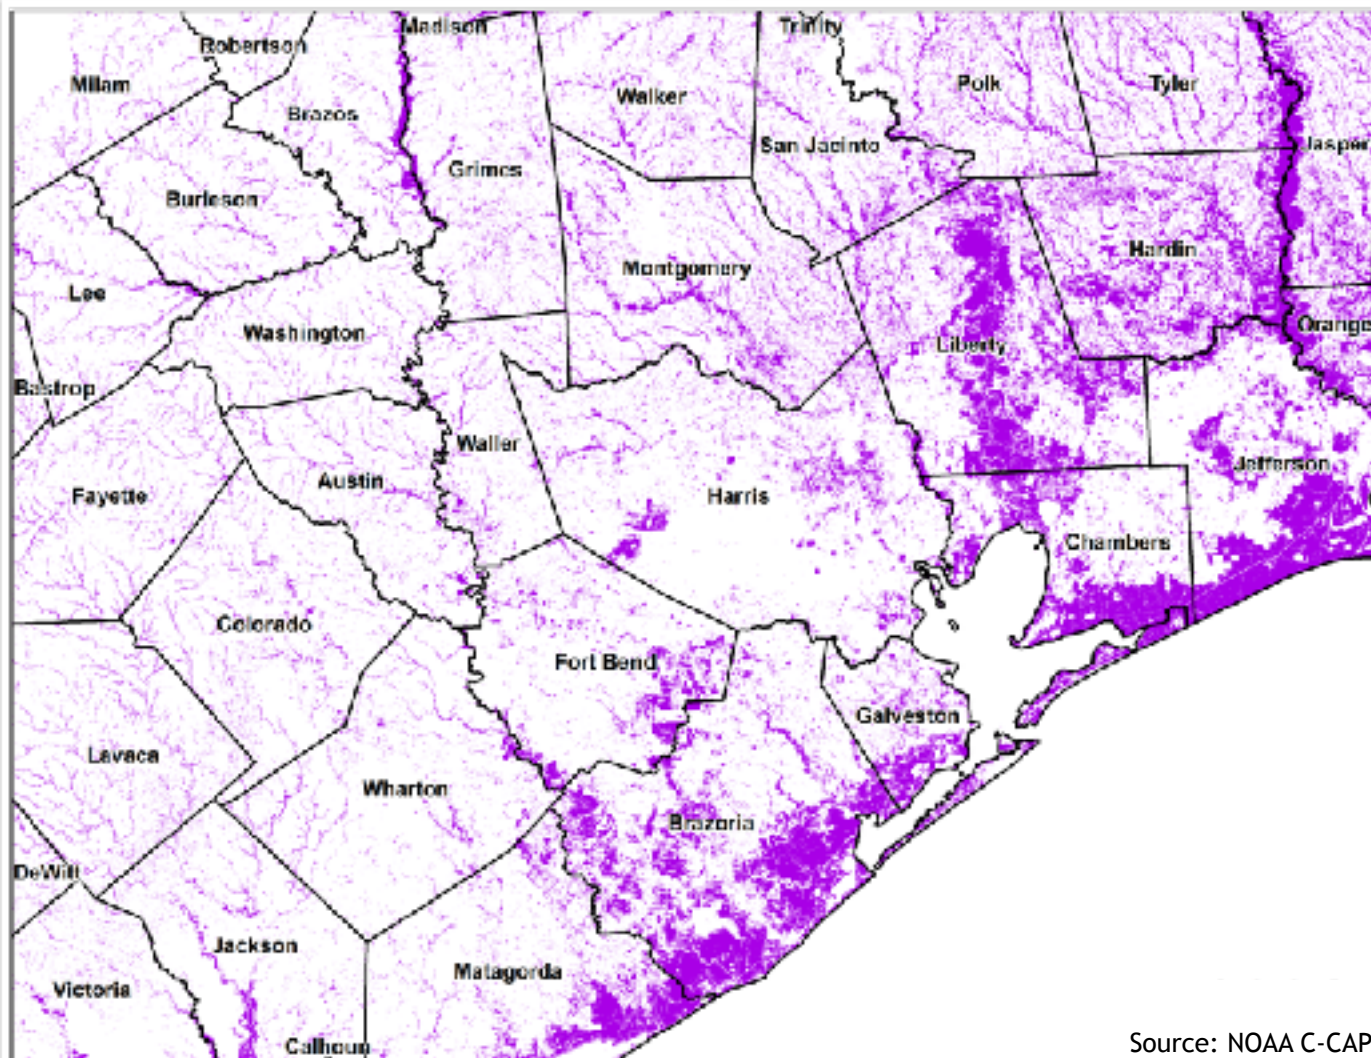 Madison
Trinity
Robertson
Milam
Walker
Polk
Tyler
Brazos
San Jacinto
Jasper
Grimes
Burleson
Hardin
Montgomery
Lee
Washington
Orange
Liberty
Bastrop
Waller
Jefferson
Austin
Fayette
Harris
Chambers
Colorado
Fort Bend
Galveston
Lavaca
Wharton
Brazoria
DeWitt
Jackson
Matagorda
Victoria
Calhoun
Source: NOAA C-CAP